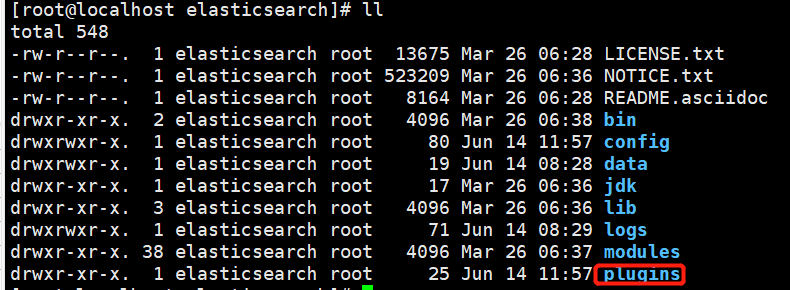 [root@localhost elasticsearch]# ll
total 548
-rw-r--r--.  1 elasticsearch root  13675 Mar 26 06:28 LICENSE.txt
-rw-r--r--.  1 elasticsearch root 523209 Mar 26 06:36 NOTICE.txt
-rw-r--r--.  1 elasticsearch root   8164 Mar 26 06:28 README.asciidoc
drwxr-xr-x.  2 elasticsearch root   4096 Mar 26 06:38 bin
drwxrwxr-x.  1 elasticsearch root     80 Jun 14 11:57 config
drwxrwxr-x.  1 elasticsearch root     19 Jun 14 08:28 data
drwxr-xr-x.  1 elasticsearch root     17 Mar 26 06:36 jdk
drwxr-xr-x.  3 elasticsearch root   4096 Mar 26 06:36 lib
drwxrwxr-x.  1 elasticsearch root     71 Jun 14 08:29 logs
drwxr-xr-x. 38 elasticsearch root   4096 Mar 26 06:37 modules
drwxr-xr-x.  1 elasticsearch root     25 Jun 14 11:57 plugins